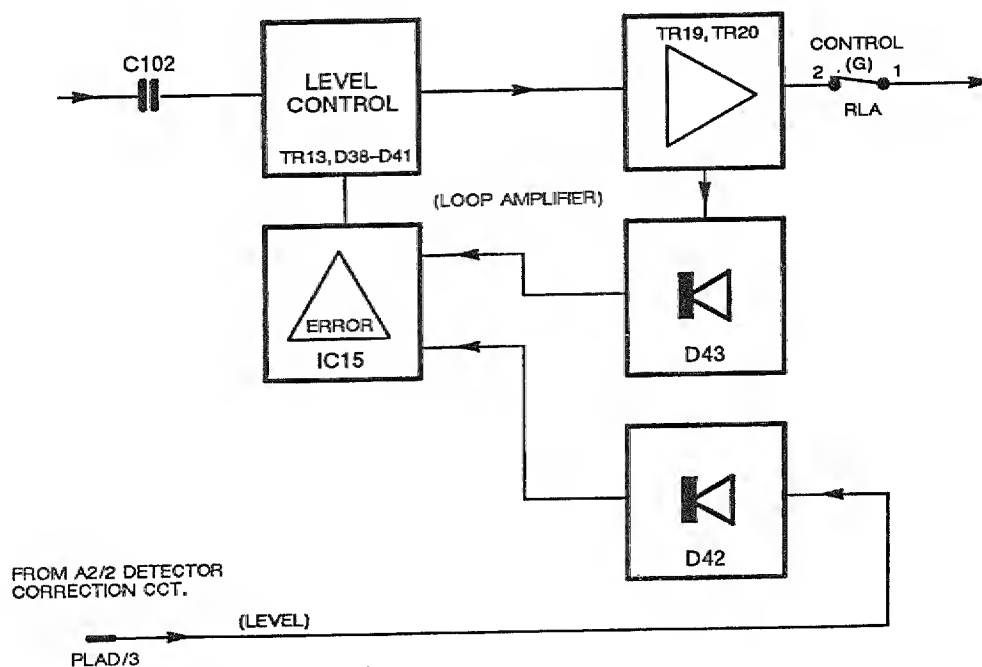 C102
LEVEL
CONTROL
TR13, D38-D41
TR19, TR20
CONTROL
(G)
2 1
RLA
(LOOP AMPLIFIER)
ERROR
IC15
D43
D42
FROM A2/2 DETECTOR
CORRECTION CCT.
(LEVEL)
PLAD/3